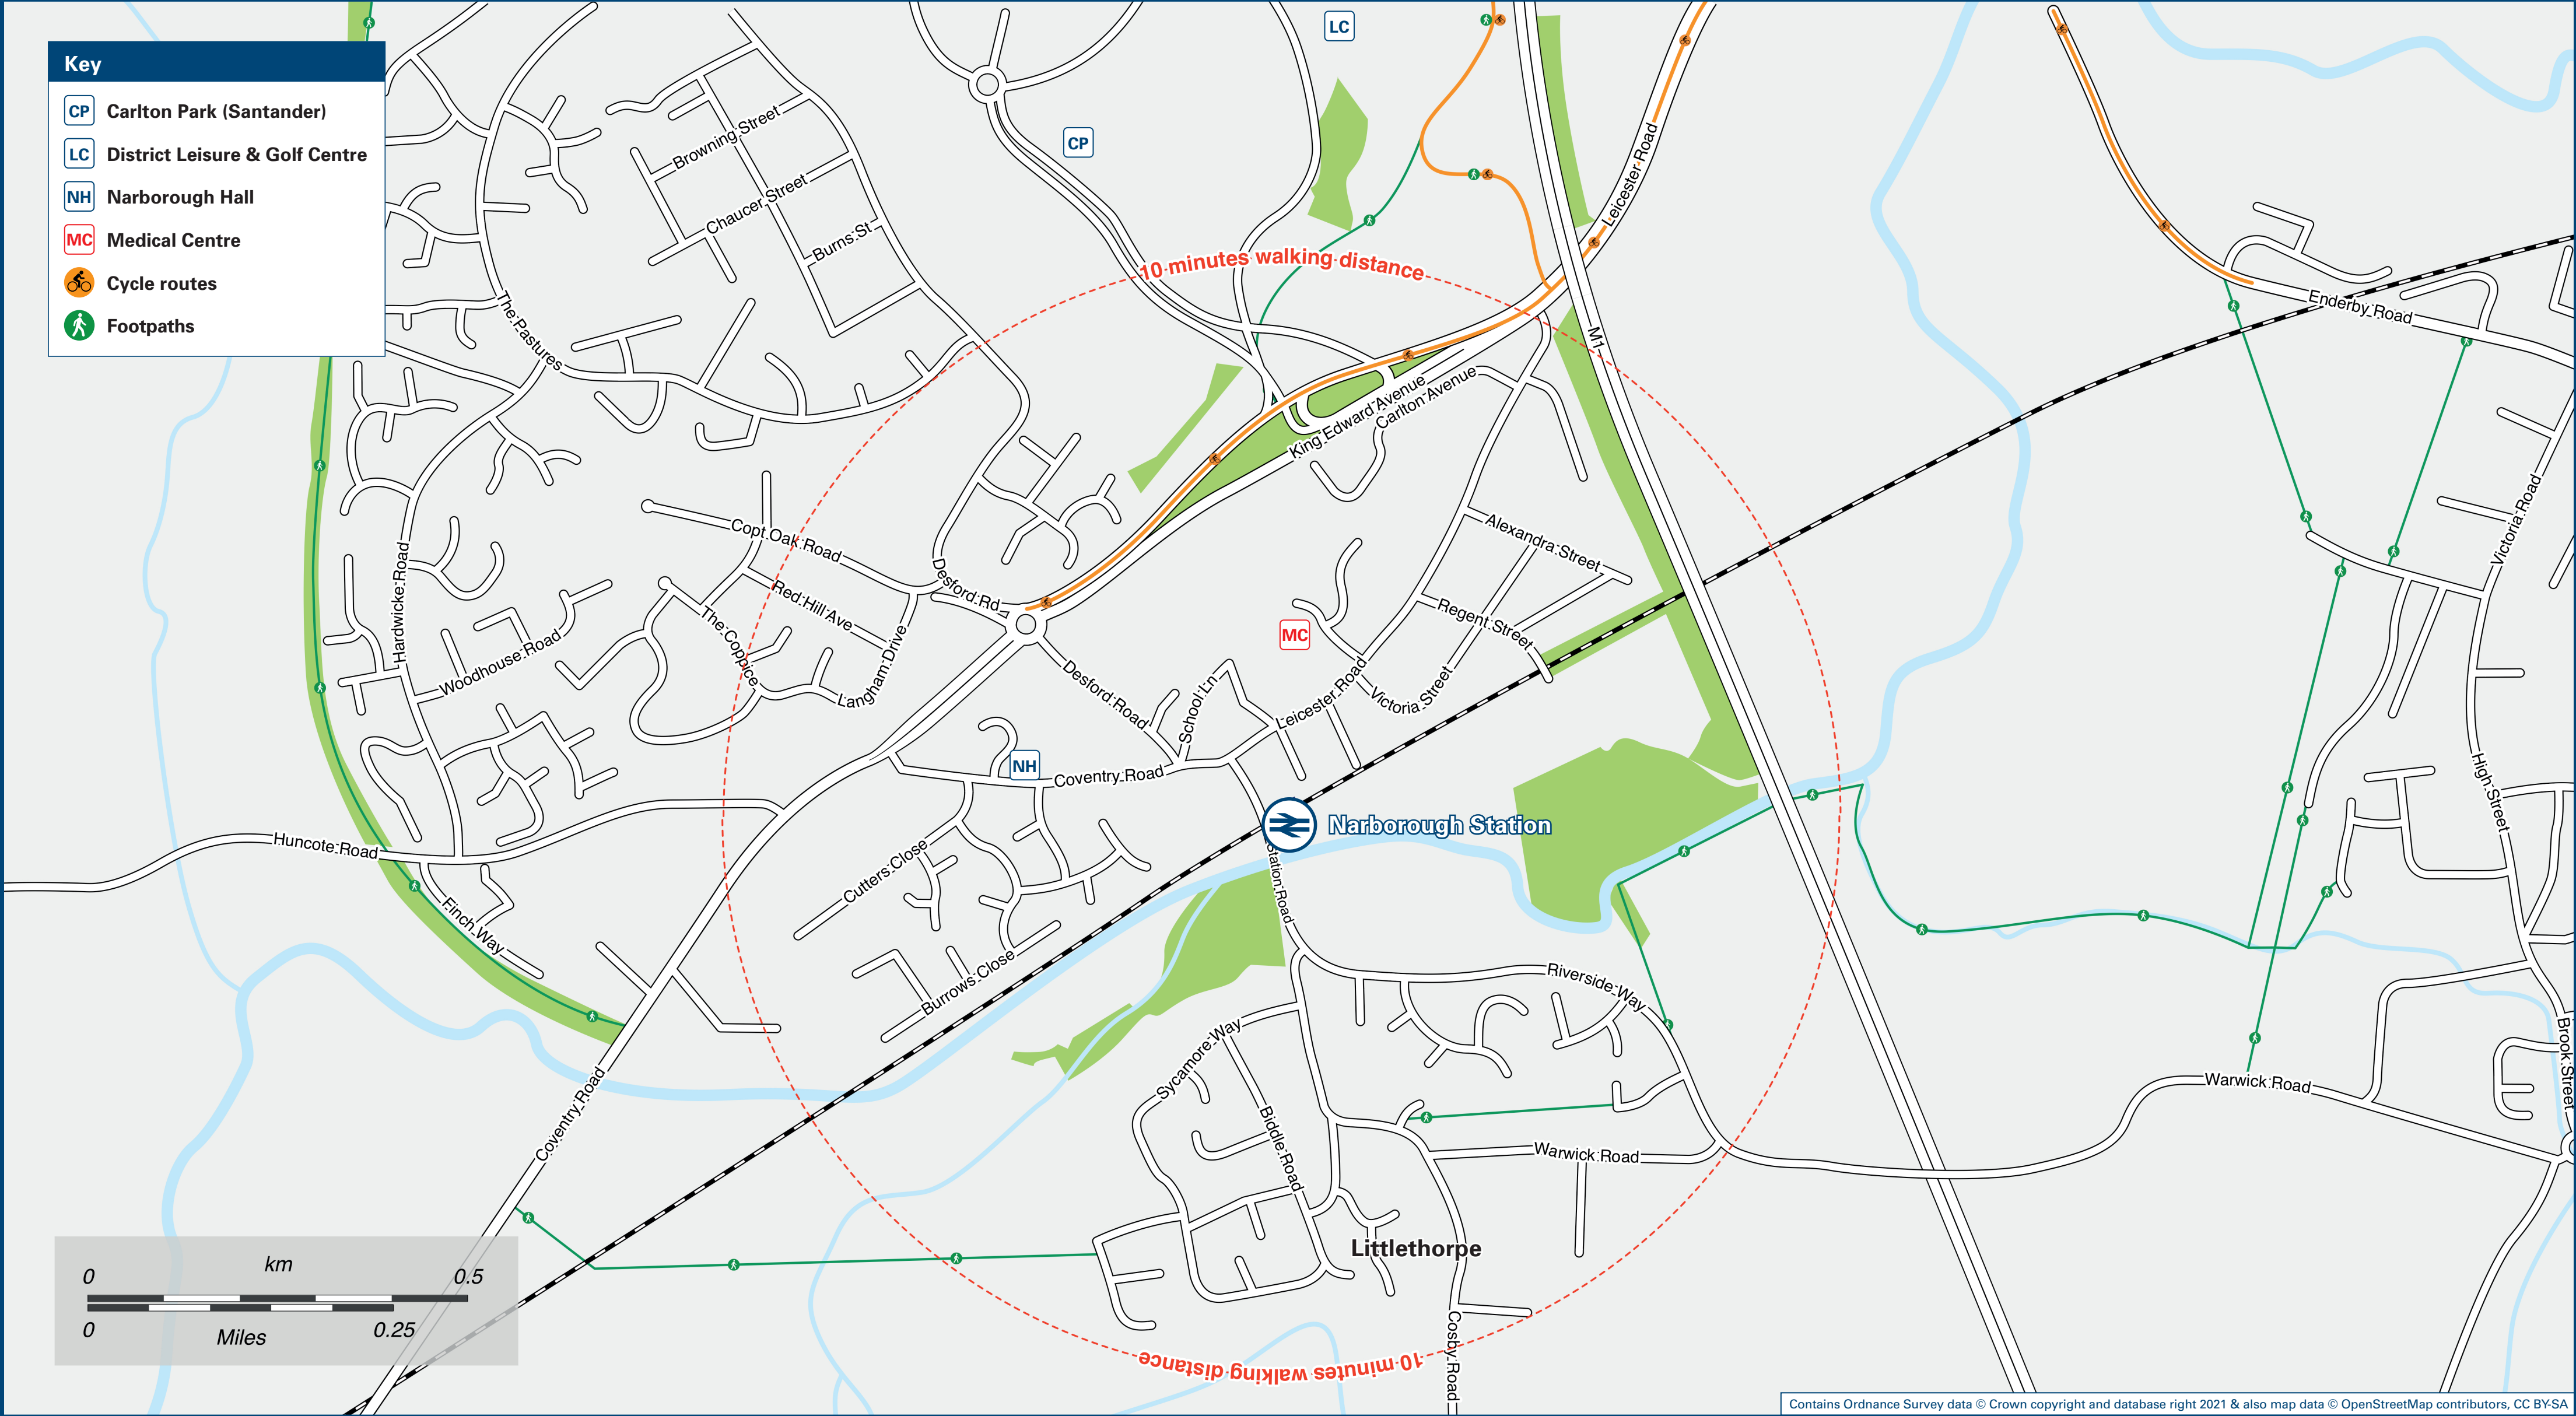 Key
CP Carlton Park (Santander)
LC District Leisure & Golf Centre
NH Narborough Hall
MC Medical Centre
Cycle routes
Footpaths
LC
CP
Browning Street
Chaucer Street
Burns St
The Pastures
10 minutes walking distance
Leicester Road
M1
Enderby Road
King Edward Avenue
Carlton Avenue
Victoria Road
Copt Oak Road
Alexandra Street
Desford Rd
Red Hill Ave
Hardwicke Road
Woodhouse Road
The Coppice
Langham Drive
MC
Regent Street
Desford Road
School Ln
Leicester Road
Victoria Street
NH
Coventry Road
High Street
Narborough Station
Huncote Road
Cutters Close
Station Road
Finch Way
Burrows Close
Riverside Way
Sycamore Way
Brook Street
Warwick Road
Coventry Road
Biddle Road
Warwick Road
Littlethorpe
Cosby Road
10 minutes walking distance
km
0 0.5
0 0.25
Miles
Contains Ordnance Survey data © Crown copyright and database right 2021 & also map data © OpenStreetMap contributors, CC BY-SA